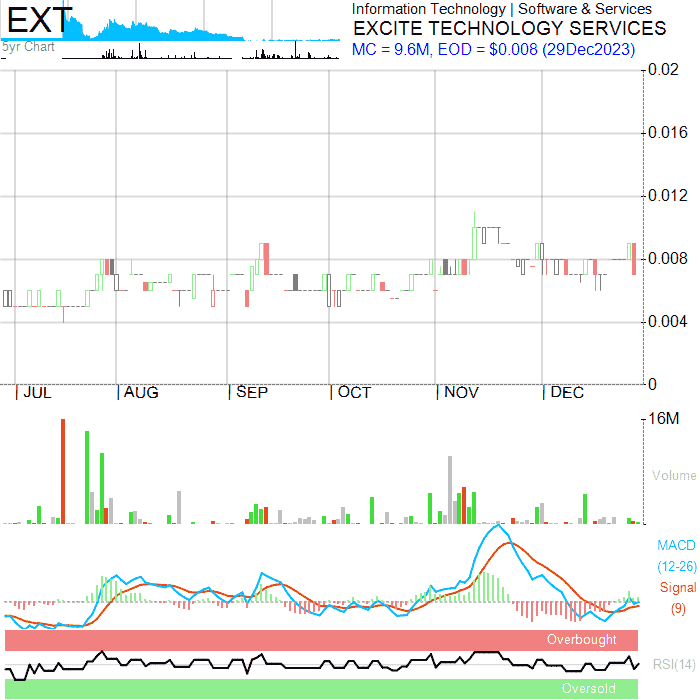 EXT
5yr Chart
Information Technology | Software & Services
EXCITE TECHNOLOGY SERVICES
MC = 9.6M, EOD = $0.008 (29Dec2023)
0.02
0.016
0.012
0.008
0.004
0
| JUL | AUG | SEP | OCT | NOV | DEC
16M
Volume
MACD
(12-26)
Signal
(9)
Overbought
RSI(14)
Oversold